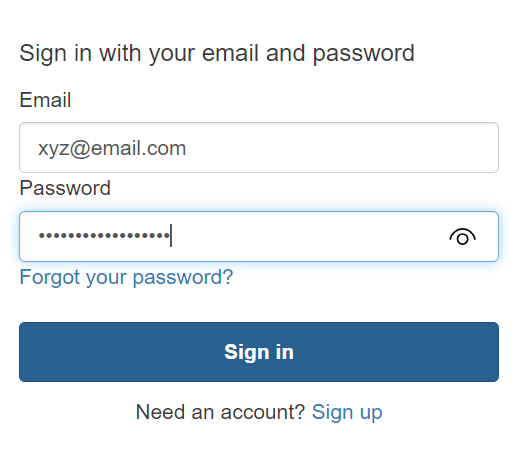 Sign in with your email and password
Email
xyz@email.com
Password
••••••••••••••••••
Forgot your password?
Sign in
Need an account? Sign up